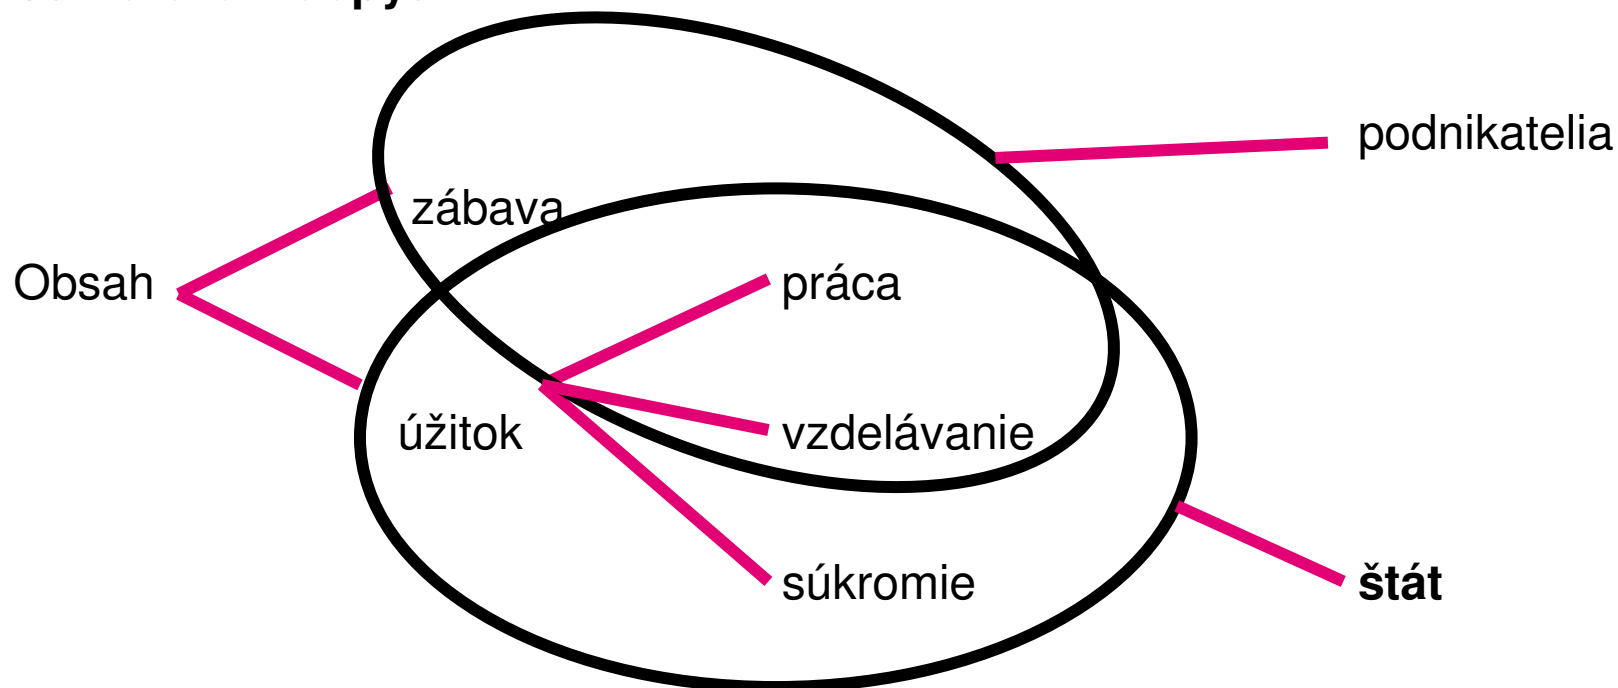 podnikatelia
zábava
Obsah
práca
úžitok
vzdelávanie
súkromie
štát